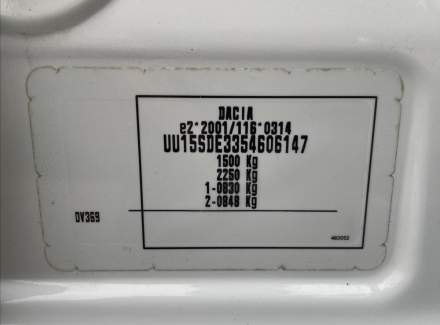 DACIA
e2*2001/116*0314
UU15SDE3354606147
1500 Kg
2250 Kg
1-0830 Kg
2-0848 Kg
DV369